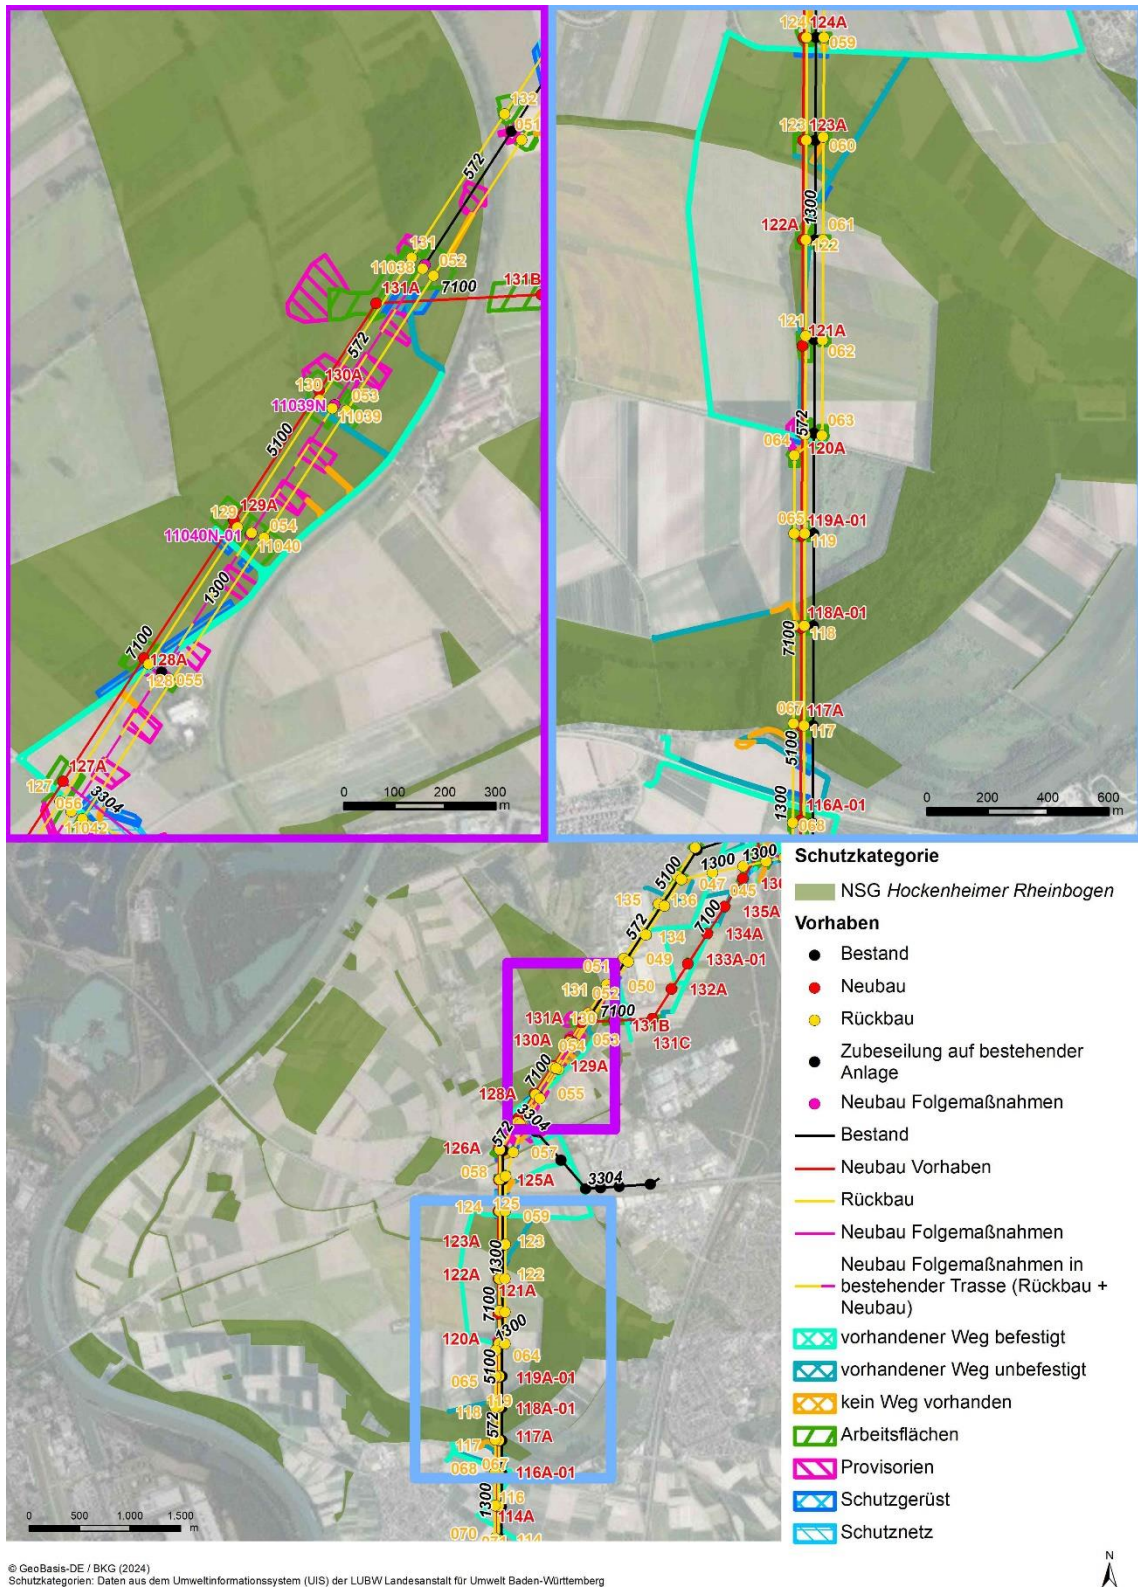 132
051
572
131
11038
052
7100
131A
131B
572
130A
130
053
11039N
11039
5100
129A
129
054
11040N-01
11040
1300
7100
128A
128
055
127A
127
056
3304
11042
0 100 200 300
m
124
124A
059
123
123A
060
1300
122A
061
122
121
121A
062
572
063
064
120A
065
119A-01
119
118A-01
7100
118
067
117A
117
5100
1300
116A-01
068
0 200 400 600
m
5100
1300
1300
047
045
136
135
136
135A
7100
572
134
134A
051
049
133A-01
131
052
050
132A
131A
130
7100
131B
130A
054
053
131C
7100
129A
128A
055
3304
572
126A
057
058
125A
3304
124
125
059
123A
123
1300
122A
122
121A
7100
1300
120A
064
5100
065
119A-01
119
118
118A-01
572
117A
117
067
068
116A-01
116
1300
114A
070
071
114
0 500 1.000 1.500
m
Schutzkategorie
NSG Hockenheimer Rheinbogen
Vorhaben
Bestand
Neubau
Rückbau
Zubeseilung auf bestehender
Anlage
Neubau Folgemaßnahmen
Bestand
Neubau Vorhaben
Rückbau
Neubau Folgemaßnahmen
Neubau Folgemaßnahmen in
bestehender Trasse (Rückbau +
Neubau)
vorhandener Weg befestigt
vorhandener Weg unbefestigt
kein Weg vorhanden
Arbeitsflächen
Provisorien
Schutzgerüst
Schutznetz
N
© GeoBasis-DE / BKG (2024)
Schutzkategorien: Daten aus dem Umweltinformationssystem (UIS) der LUBW Landesanstalt für Umwelt Baden-Württemberg